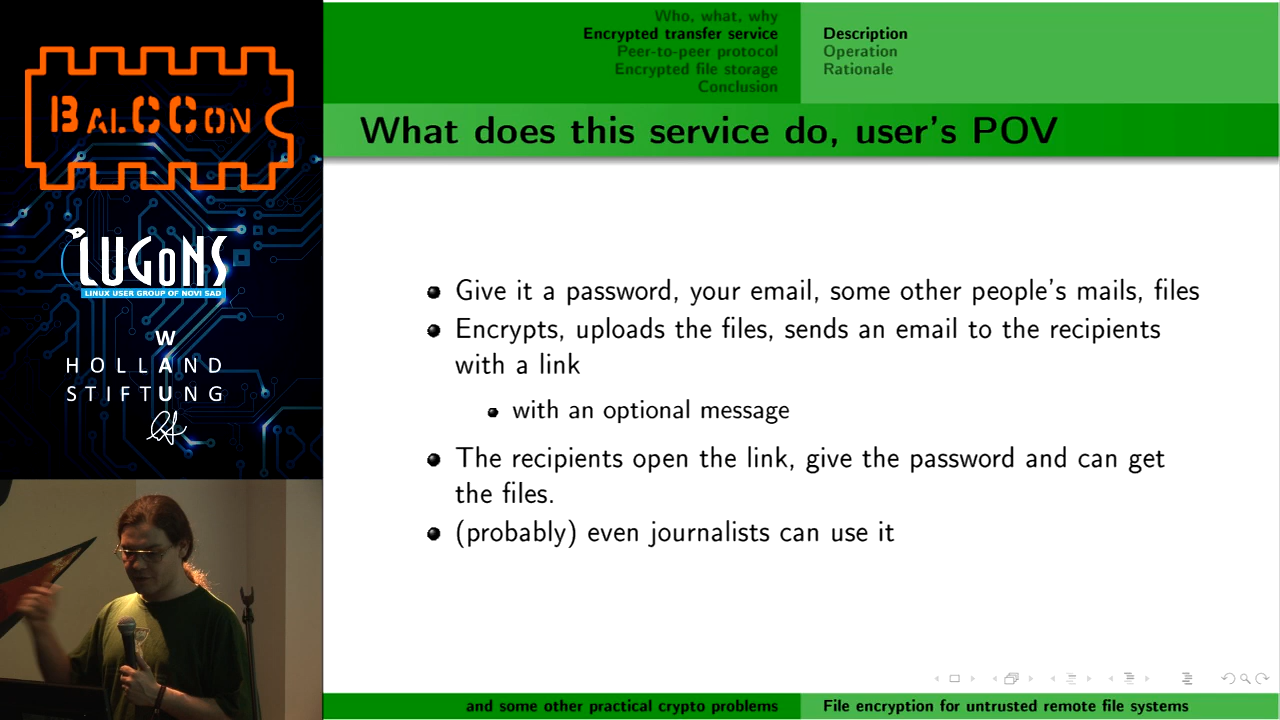 BALCCON
LUGONS
LINUX USER GROUP OF NOVI SAD
W
HOLLAND
STIFTUNG
Who, what, why
Encrypted transfer service
Peer-to-peer protocol
Encrypted file storage
Conclusion
Description
Operation
Rationale
What does this service do, user's POV
Give it a password, your email, some other people's mails, files
Encrypts, uploads the files, sends an email to the recipients
with a link
with an optional message
The recipients open the link, give the password and can get
the files.
(probably) even journalists can use it
and some other practical crypto problems
File encryption for untrusted remote file systems